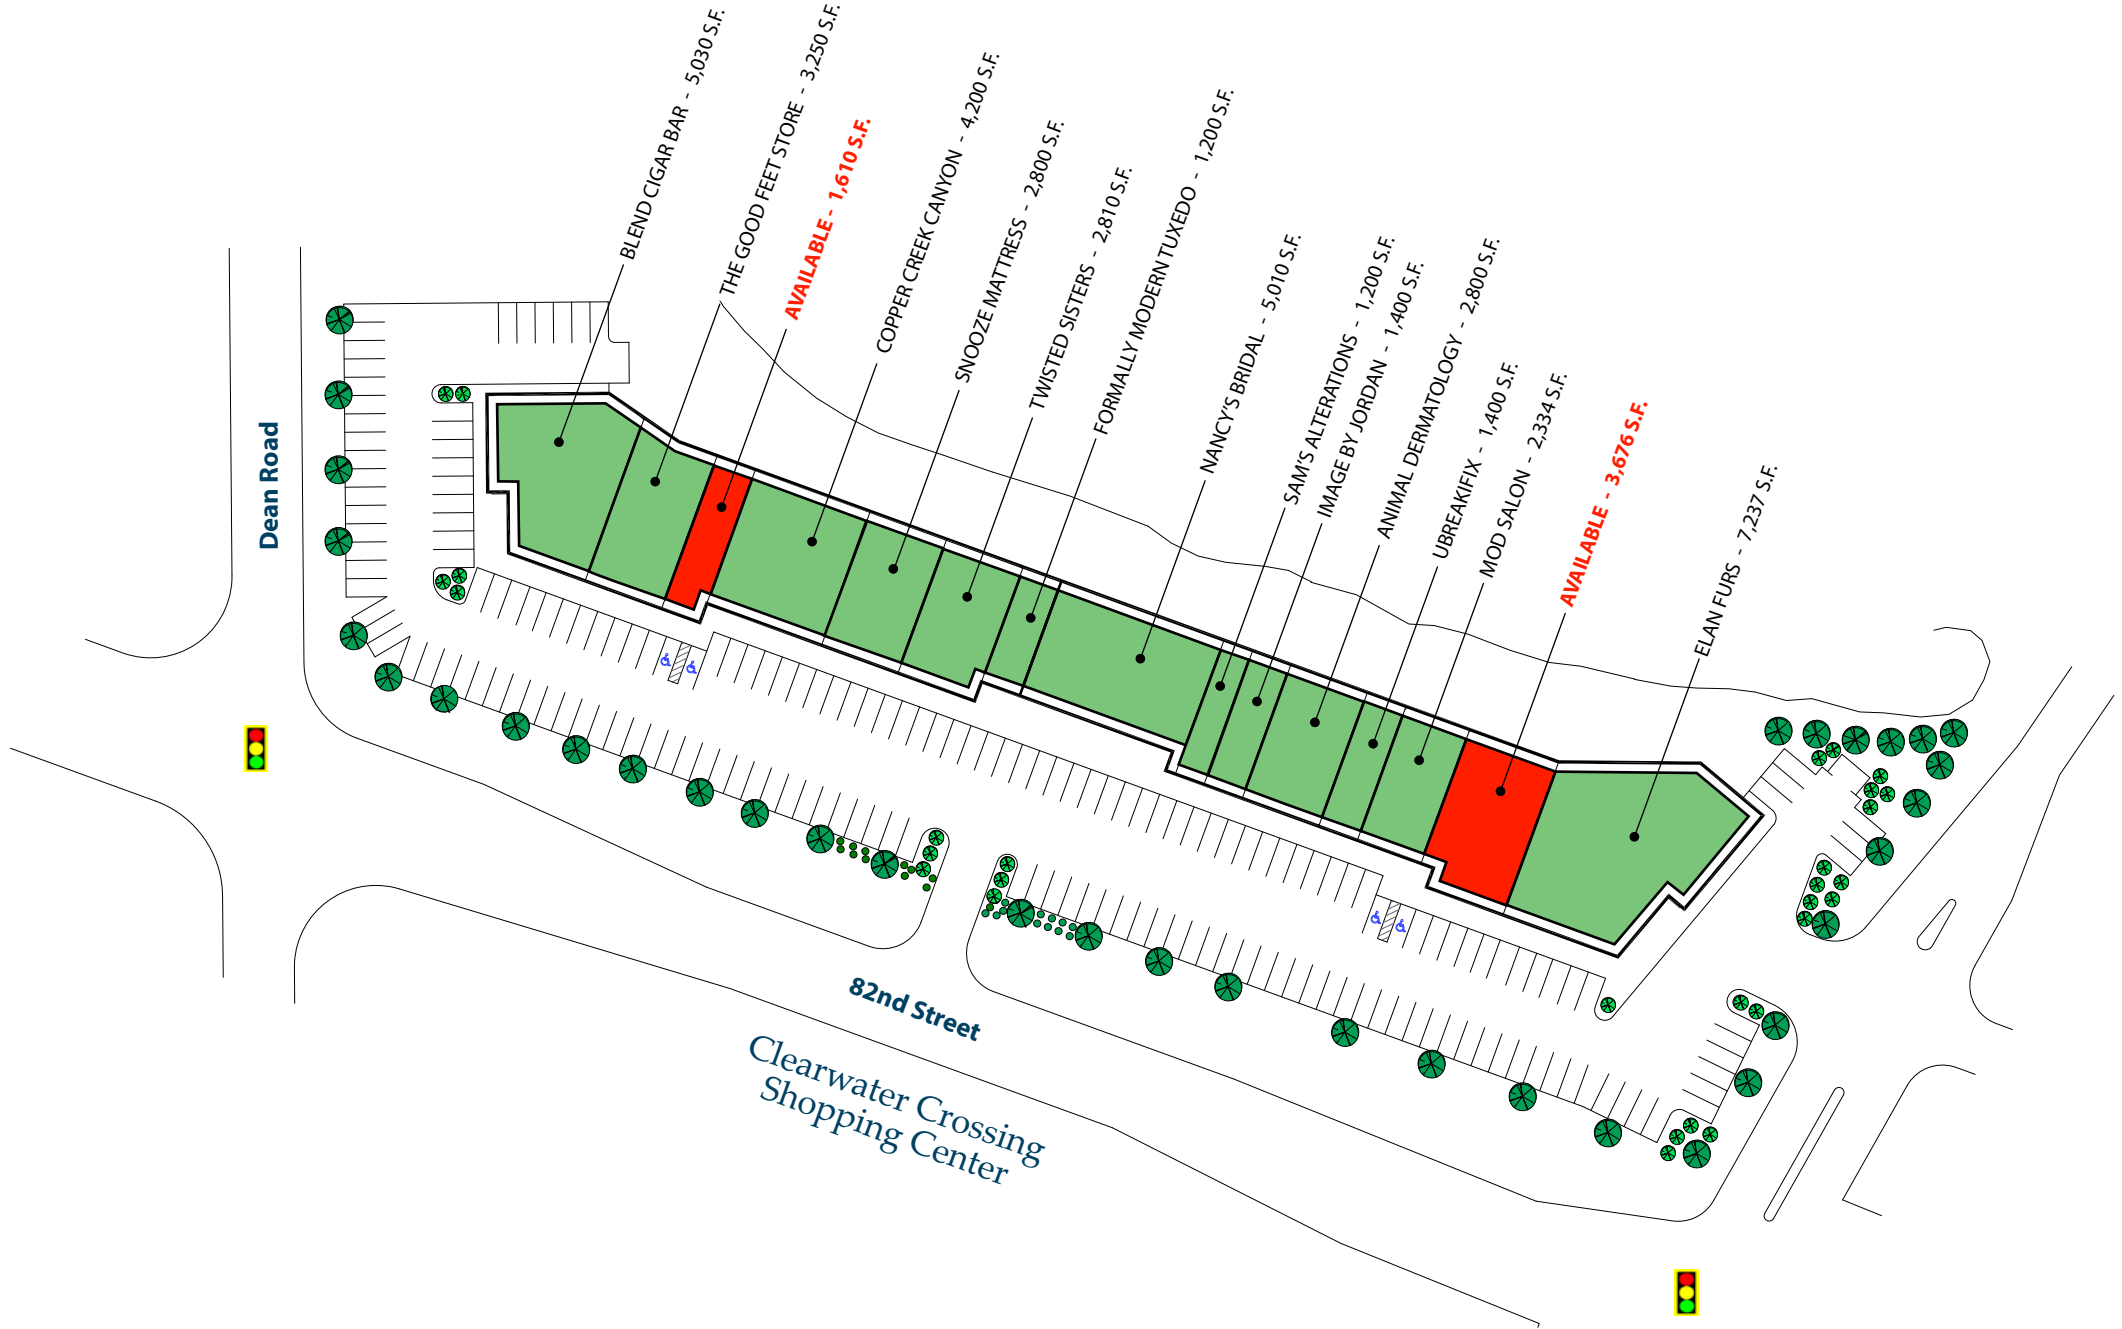 BLEND CIGAR BAR - 5,030 S.F.
THE GOOD FEET STORE - 3,250 S.F.
AVAILABLE - 1,610 S.F.
COPPER CREEK CANYON - 4,200 S.F.
SNOOZE MATTRESS - 2,800 S.F.
TWISTED SISTERS - 2,810 S.F.
FORMALLY MODERN TUXEDO - 1,200 S.F.
NANCY'S BRIDAL - 5,010 S.F.
SAM'S ALTERATIONS - 1,200 S.F.
IMAGE BY JORDAN - 1,400 S.F.
ANIMAL DERMATOLOGY - 2,800 S.F.
UBREAKIFIX - 1,400 S.F.
MOD SALON - 2,334 S.F.
AVAILABLE - 3,676 S.F.
ELAN FURS - 7,237 S.F.
Dean Road
82nd Street
Clearwater Crossing
Shopping Center